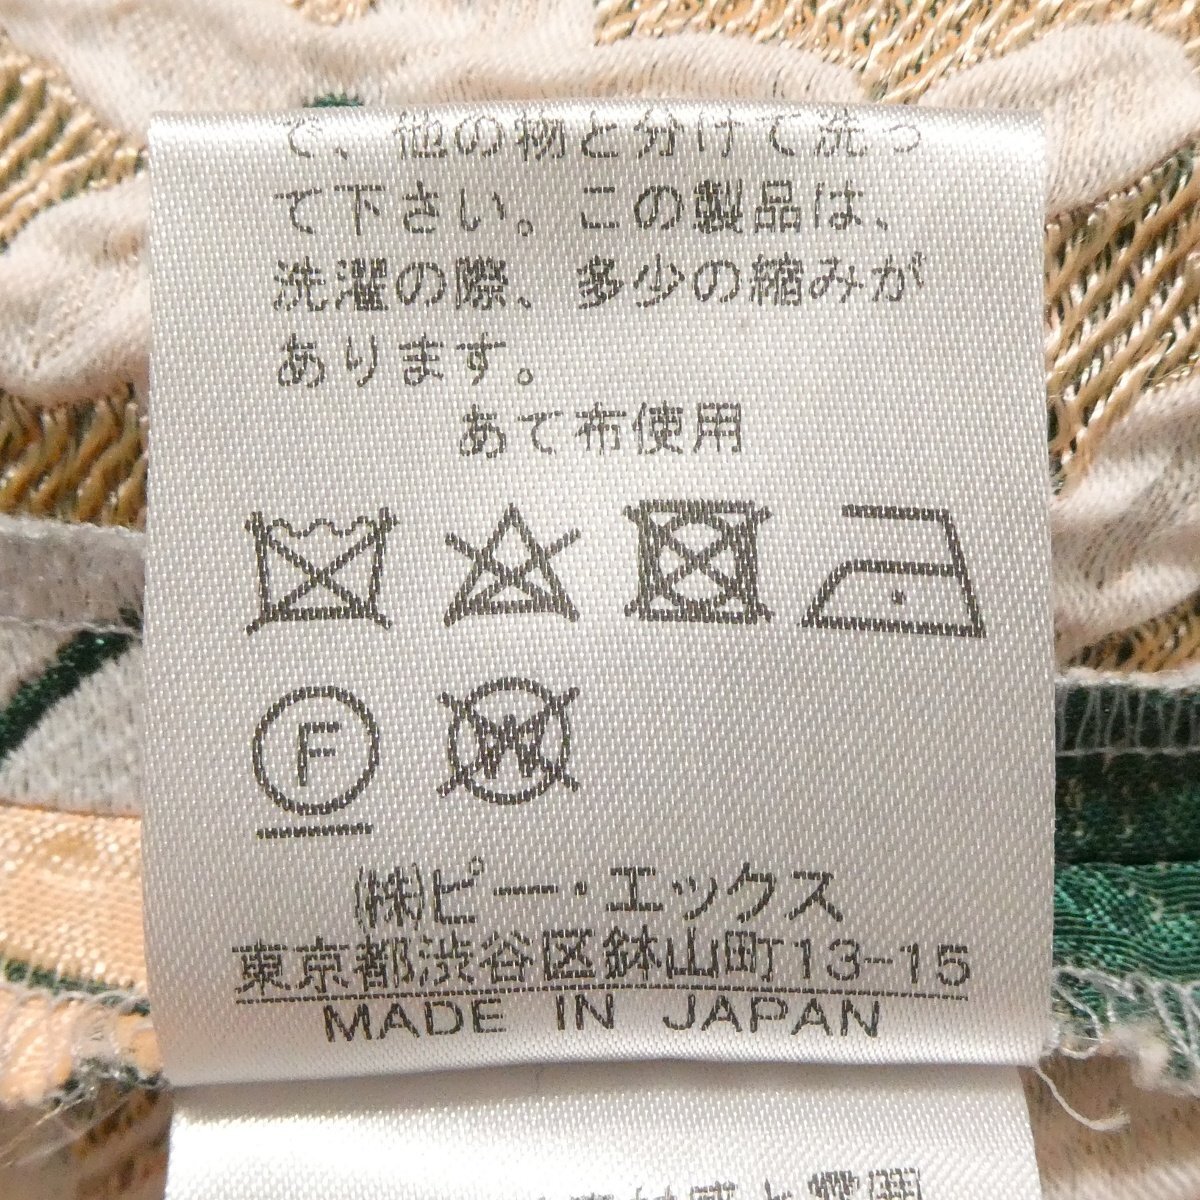 で、他の物と分けて洗っ
て下さい。この製品は、
洗濯の際、多少の縮みが
あります。
あて布使用
F
W
(株)ピー・エックス
東京都渋谷区鉢山町13-15
MADE IN JAPAN